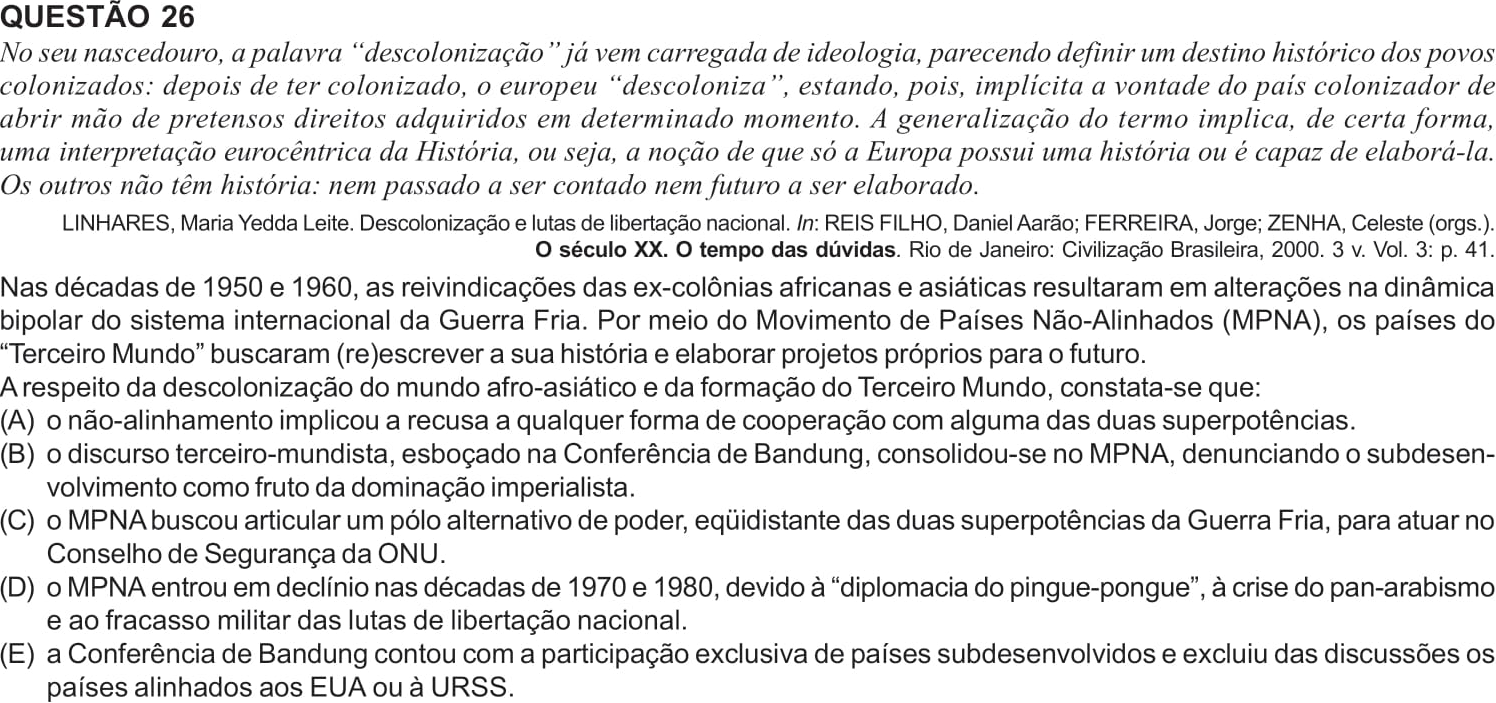 QUESTÃO 26
No seu nascedouro, a palavra “descolonização” já vem carregada de ideologia, parecendo definir um destino histórico dos povos
colonizados: depois de ter colonizado, o europeu “descoloniza”, estando, pois, implícita a vontade do país colonizador de
abrir mão de pretensos direitos adquiridos em determinado momento. A generalização do termo implica, de certa forma,
uma interpretação eurocêntrica da História, ou seja, a noção de que só a Europa possui uma história ou é capaz de elaborá-la.
Os outros não têm história: nem passado a ser contado nem futuro a ser elaborado.
LINHARES, Maria Yedda Leite. Descolonização e lutas de libertação nacional. In: REIS FILHO, Daniel Aarão; FERREIRA, Jorge; ZENHA, Celeste (orgs.).
O século XX. O tempo das dúvidas. Rio de Janeiro: Civilização Brasileira, 2000. 3 v. Vol. 3: p. 41.
Nas décadas de 1950 e 1960, as reivindicações das ex-colônias africanas e asiáticas resultaram em alterações na dinâmica
bipolar do sistema internacional da Guerra Fria. Por meio do Movimento de Países Não-Alinhados (MPNA), os países do
“Terceiro Mundo” buscaram (re)escrever a sua história e elaborar projetos próprios para o futuro.
A respeito da descolonização do mundo afro-asiático e da formação do Terceiro Mundo, constata-se que:
(A) o não-alinhamento implicou a recusa a qualquer forma de cooperação com alguma das duas superpotências.
(B) o discurso terceiro-mundista, esboçado na Conferência de Bandung, consolidou-se no MPNA, denunciando o subdesen-
volvimento como fruto da dominação imperialista.
(C) o MPNA buscou articular um pólo alternativo de poder, eqüidistante das duas superpotências da Guerra Fria, para atuar no
Conselho de Segurança da ONU.
(D) o MPNA entrou em declínio nas décadas de 1970 e 1980, devido à “diplomacia do pingue-pongue”, à crise do pan-arabismo
e ao fracasso militar das lutas de libertação nacional.
(E) a Conferência de Bandung contou com a participação exclusiva de países subdesenvolvidos e excluiu das discussões os
países alinhados aos EUA ou à URSS.